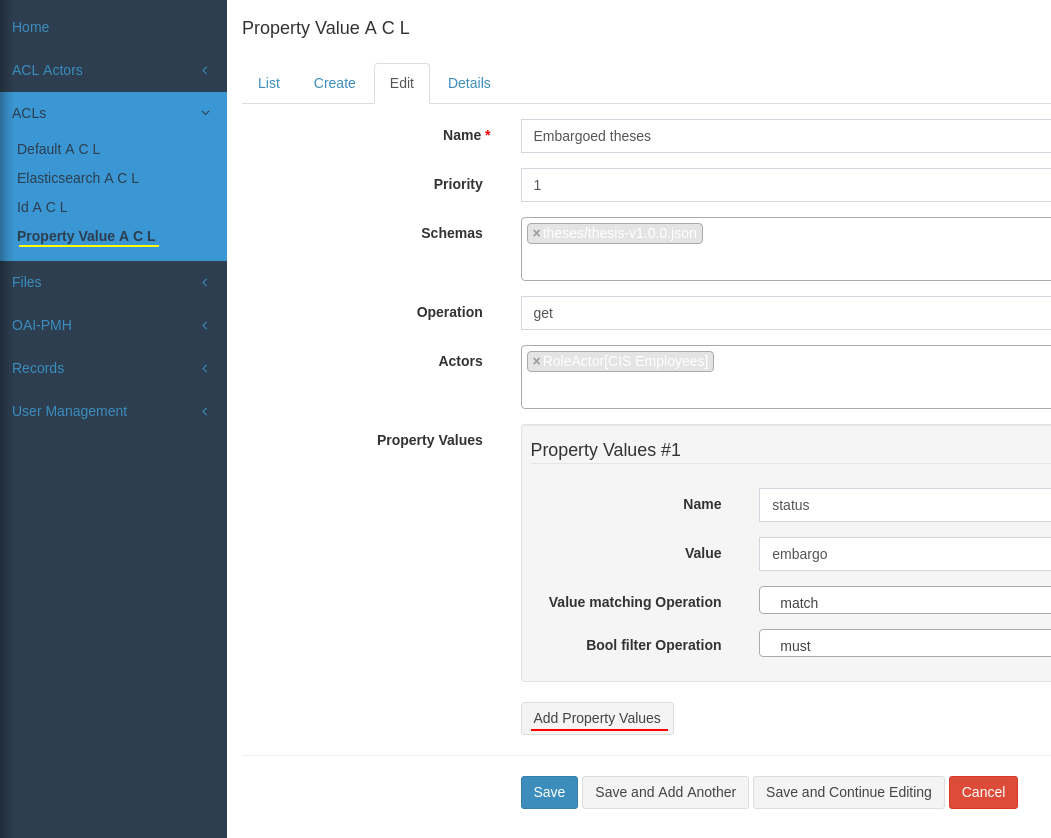 Home
ACL Actors
ACLs
Default A C L
Elasticsearch A C L
Id A C L
Property Value A C L
Files
OAI-PMH
Records
User Management
Property Value A C L
List Create Edit Details
Name * Embargoed theses
Priority 1
Schemas ×theses/thesis-v1.0.0.json
Operation get
Actors ×RoleActor[CIS Employees]
Property Values
Property Values #1
Name status
Value embargo
Value matching Operation match
Bool filter Operation must
Add Property Values
Save Save and Add Another Save and Continue Editing Cancel